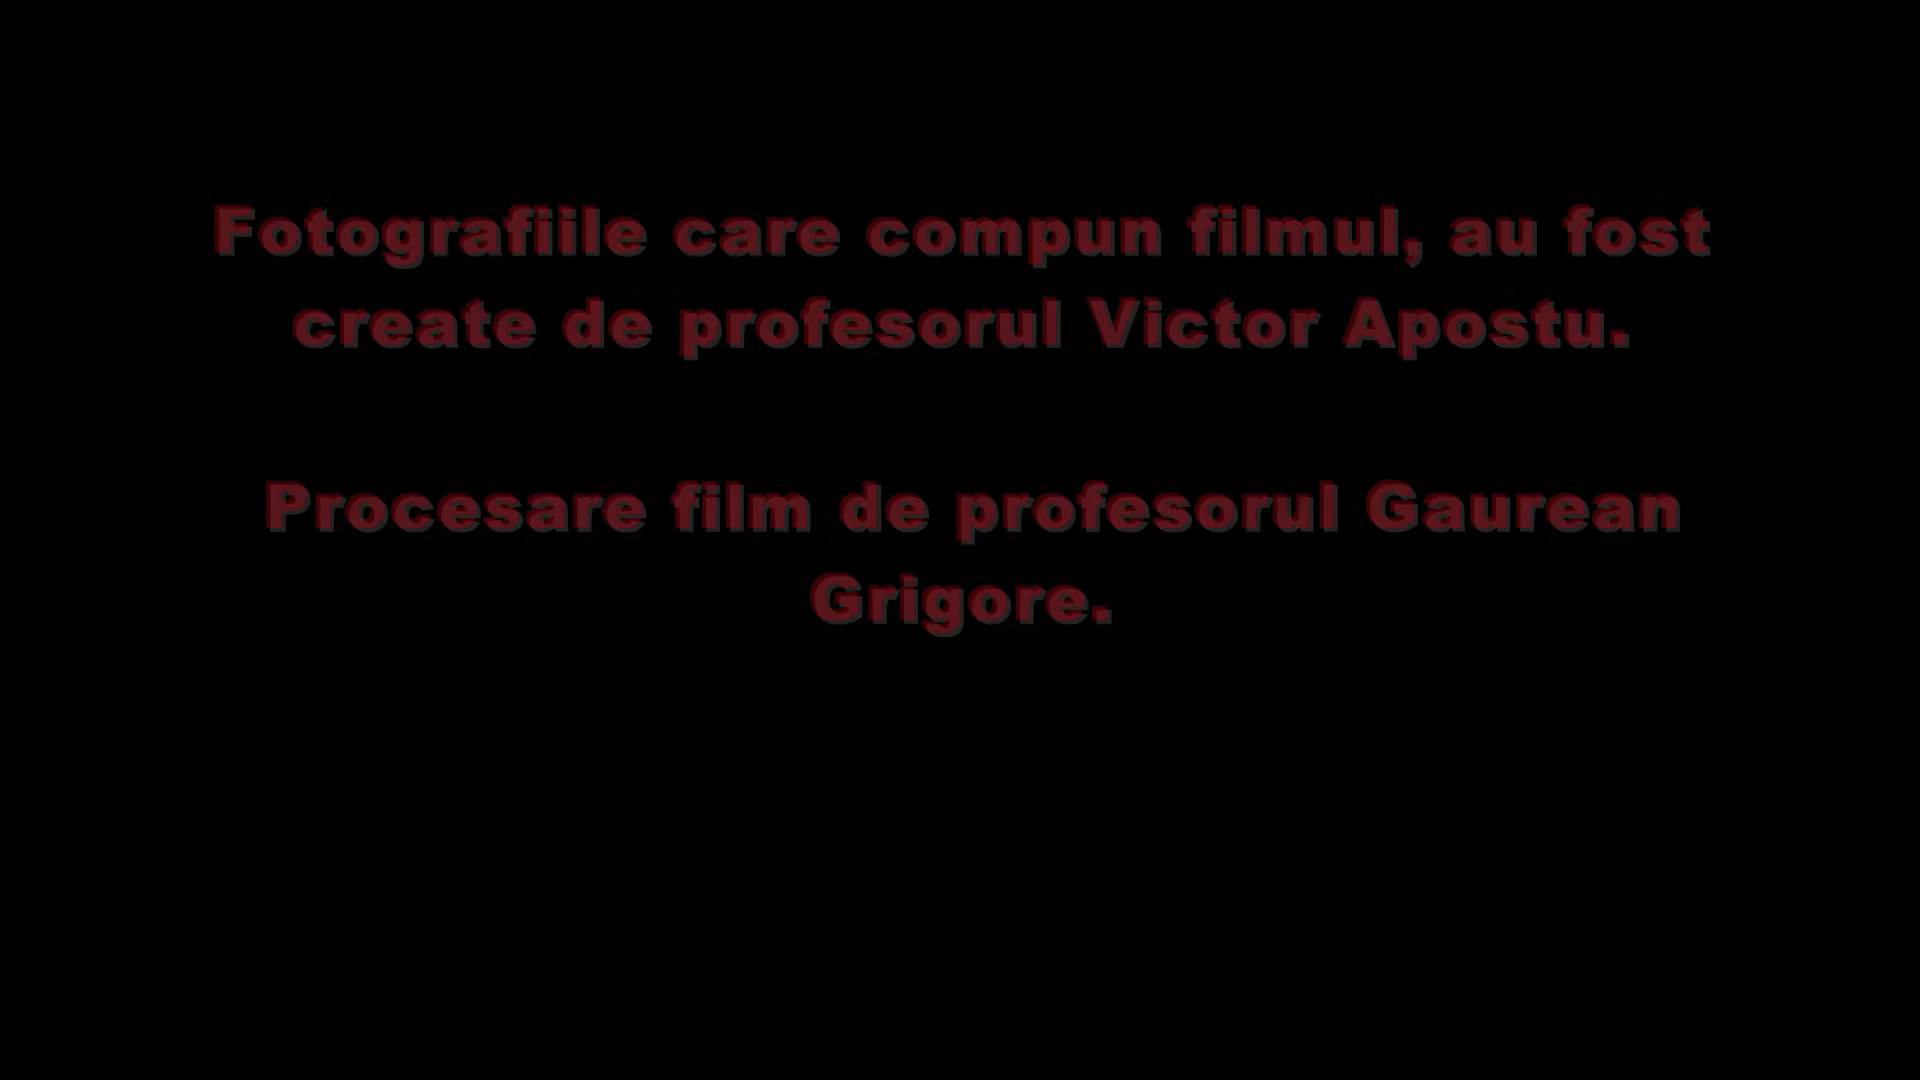 Fotografiile care compun filmul, au fost
create de profesorul Victor Apostu.
Procesare film de profesorul Gaurean
Grigore.